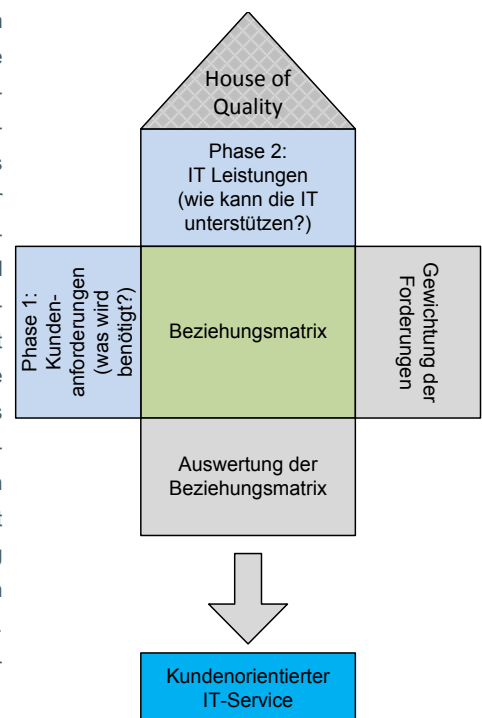 House of
Quality
Phase 2:
IT Leistungen
(wie kann die IT
unterstützen?)
Phase 1:
Kunden-
anforderungen
(was wird
benötigt?)
Beziehungsmatrix
Gewichtung der
Forderungen
Auswertung der
Beziehungsmatrix
Kundenorientierter
IT-Service